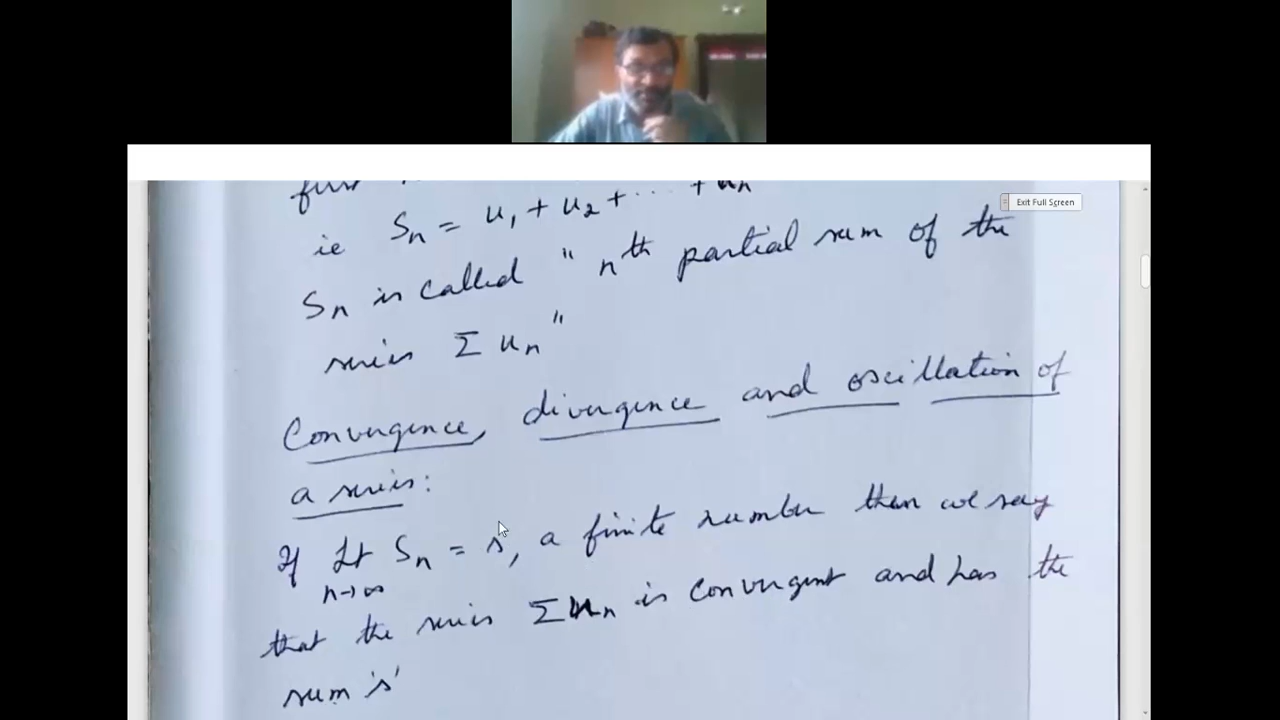 Exit Full Screen
ie Sₙ = u₁ + u₂ + ... + uₙ
Sₙ is called " nᵗʰ partial sum of the
series Σ uₙ "
Convergence, divergence and oscillation of
a series:
If Lt Sₙ = s, a finite number then we say
n→∞
that the series Σuₙ is convergent and has the
sum 's'